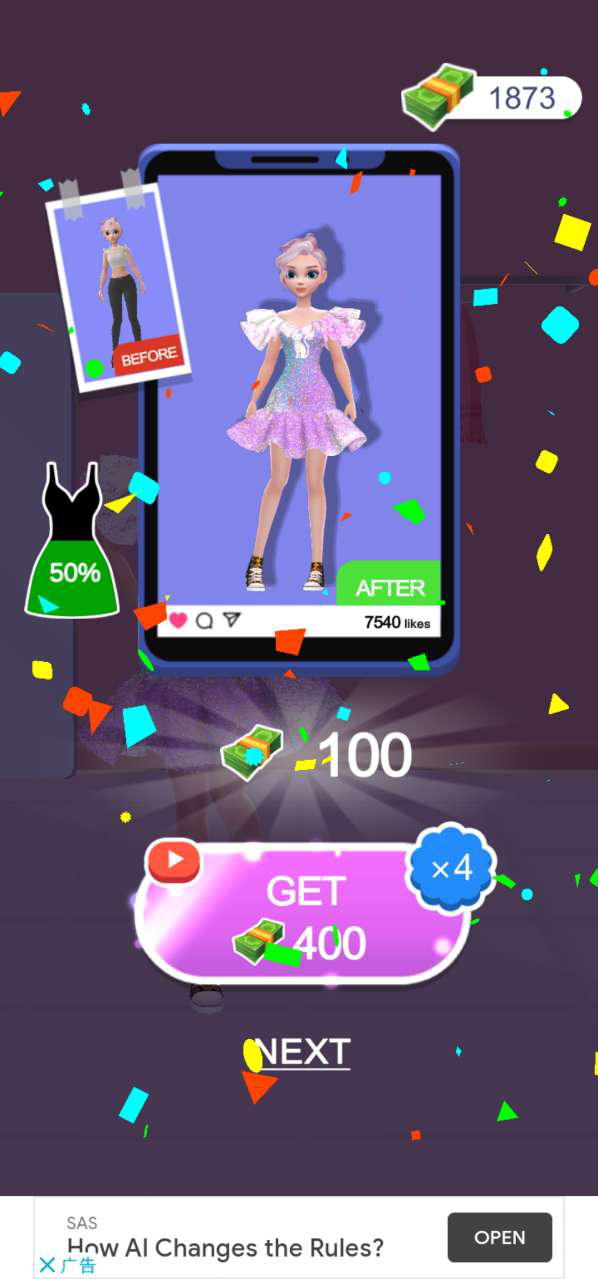 1873
BEFORE
50%
AFTER
7540 likes
100
×4
GET
400
NEXT
SAS
How AI Changes the Rules?
OPEN
广告